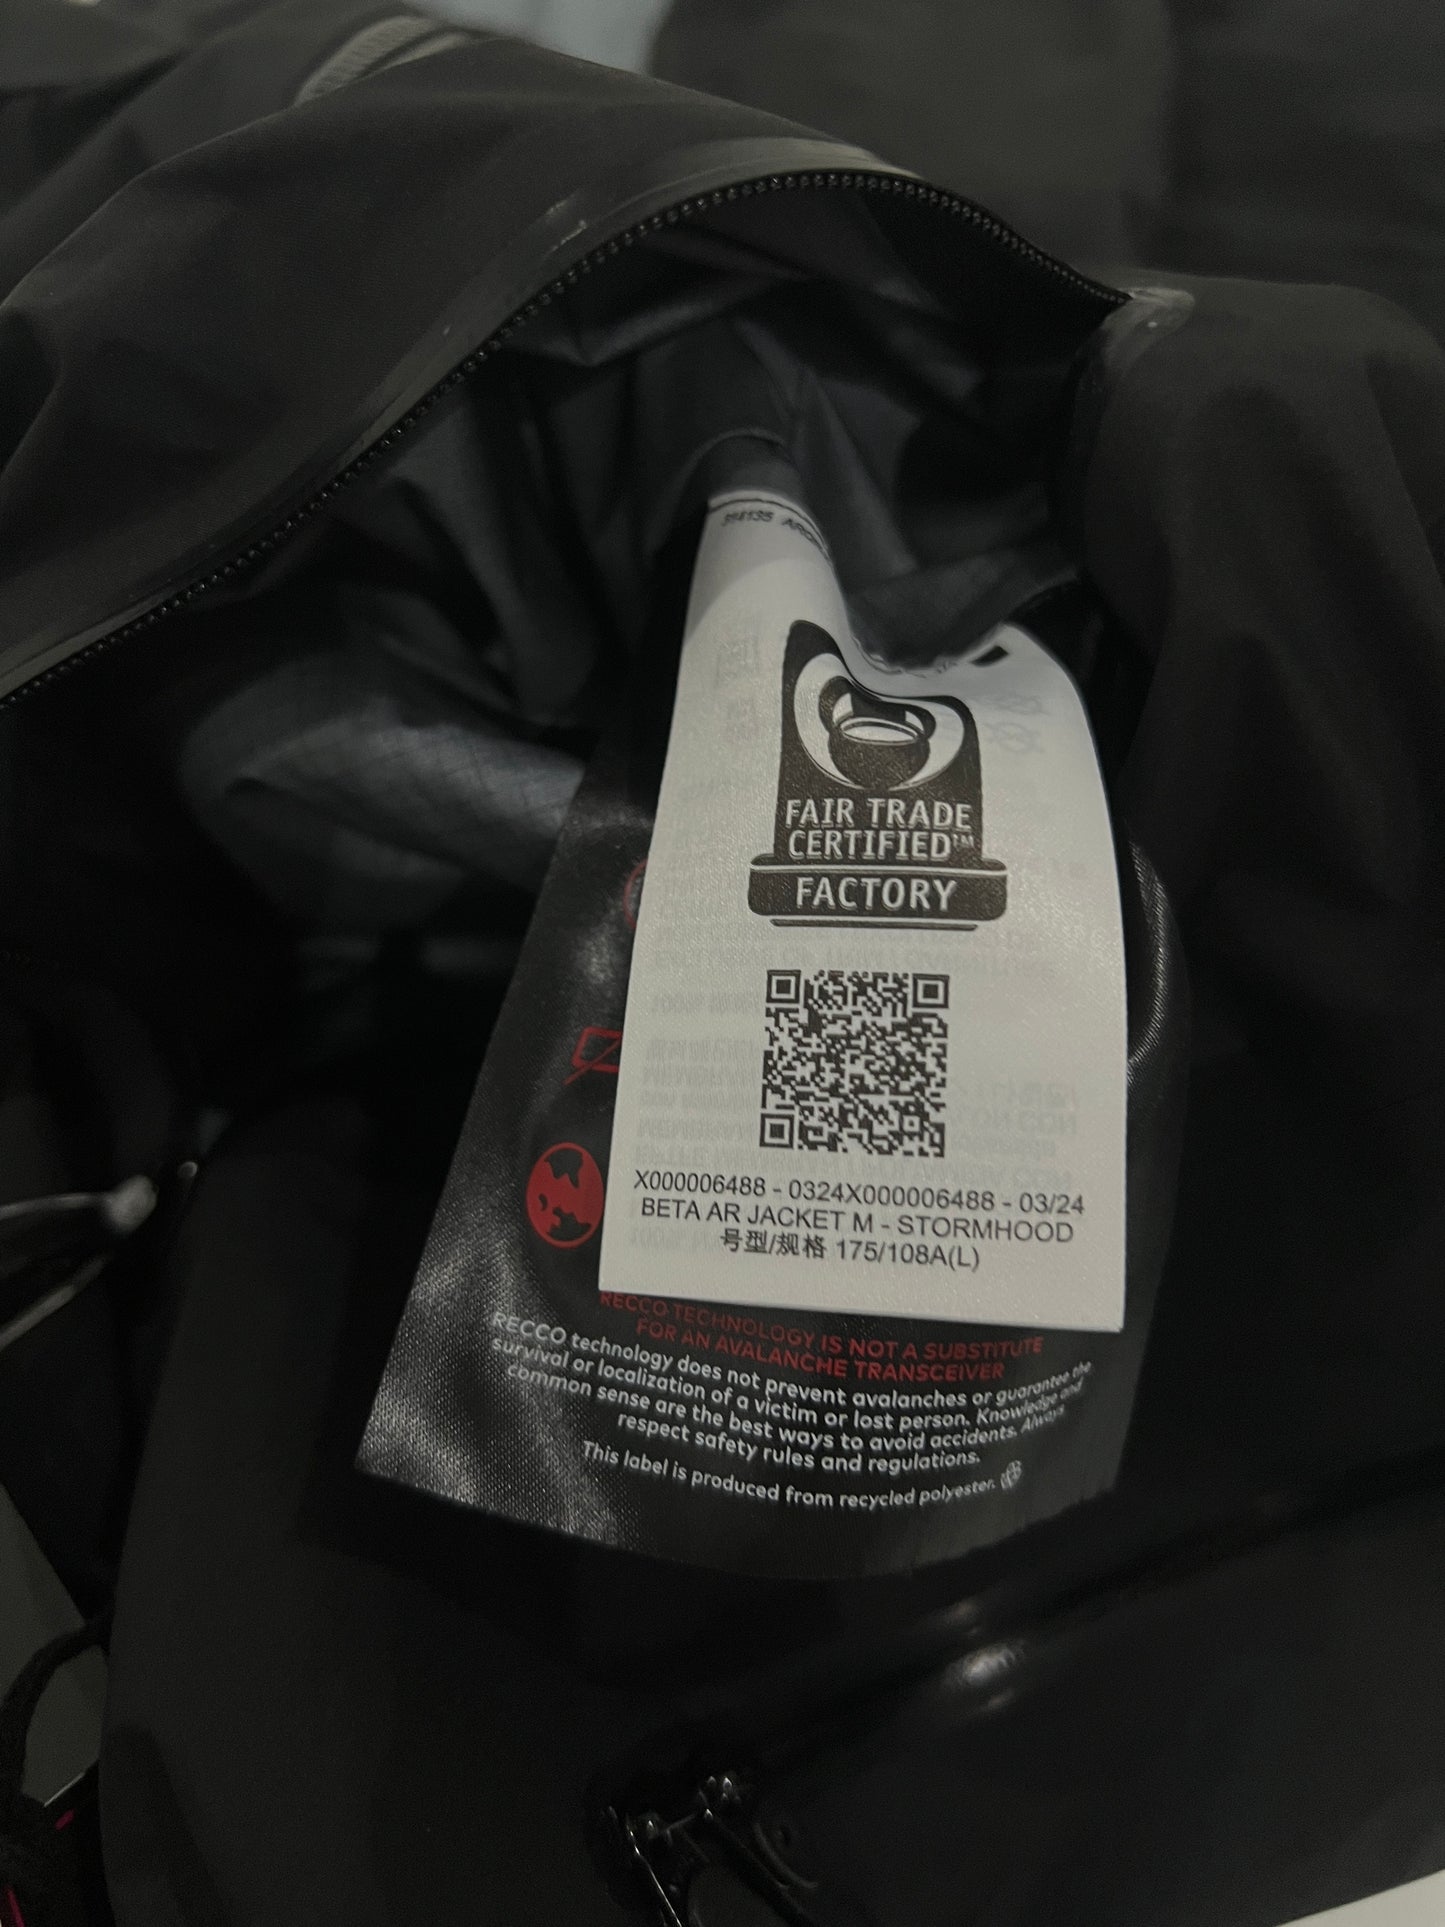 FAIR TRADE
CERTIFIED™
FACTORY
X000006488 - 0324X000006488 - 03/24
BETA AR JACKET M - STORMHOOD
号型/规格 175/108A(L)
RECCO TECHNOLOGY IS NOT A SUBSTITUTE
FOR AN AVALANCHE TRANSCEIVER
RECCO technology does not prevent avalanches or guarantee the
survival or localization of a victim or lost person. Knowledge and
common sense are the best ways to avoid accidents. Always
respect safety rules and regulations.
This label is produced from recycled polyester.